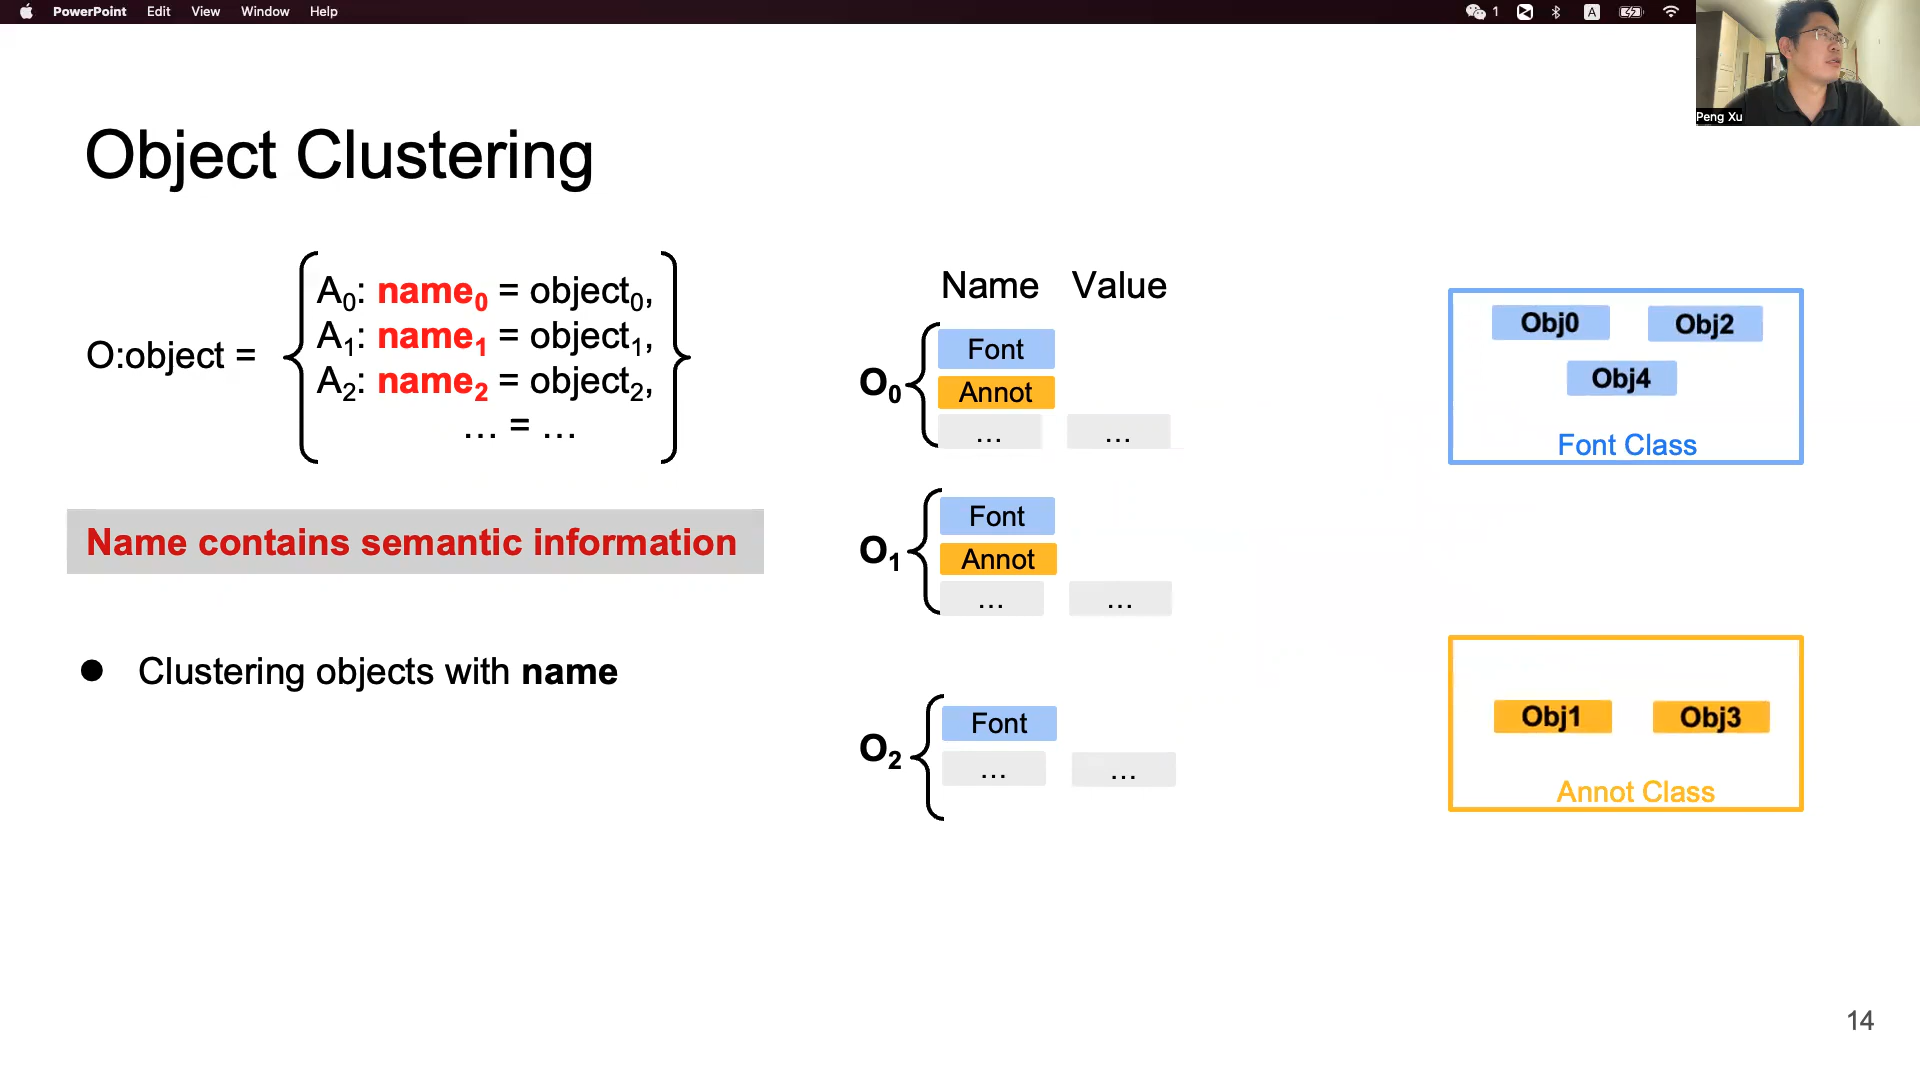 PowerPoint Edit View Window Help 1 A
Peng Xu
Object Clustering
O:object =
A0: name0 = object0,
A1: name1 = object1,
A2: name2 = object2,
... = ...
Name contains semantic information
● Clustering objects with name
Name Value
O0
Font
Annot
... ...
O1
Font
Annot
... ...
O2
Font
... ...
Obj0 Obj2
Obj4
Font Class
Obj1 Obj3
Annot Class
14